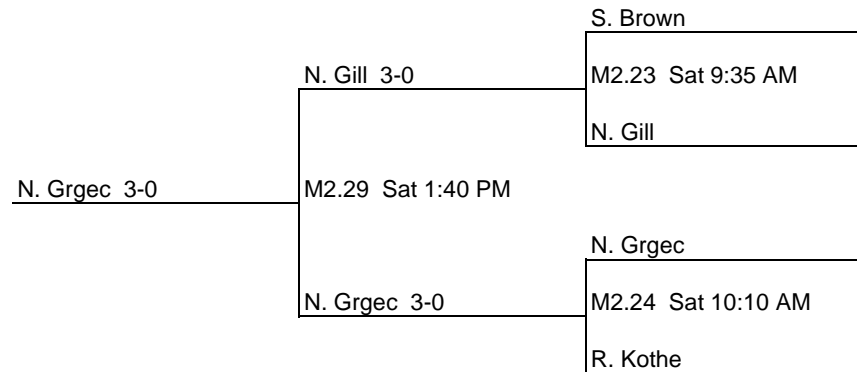 S. Brown
N. Gill 3-0
M2.23 Sat 9:35 AM
N. Gill
N. Grgec 3-0
M2.29 Sat 1:40 PM
N. Grgec
N. Grgec 3-0
M2.24 Sat 10:10 AM
R. Kothe